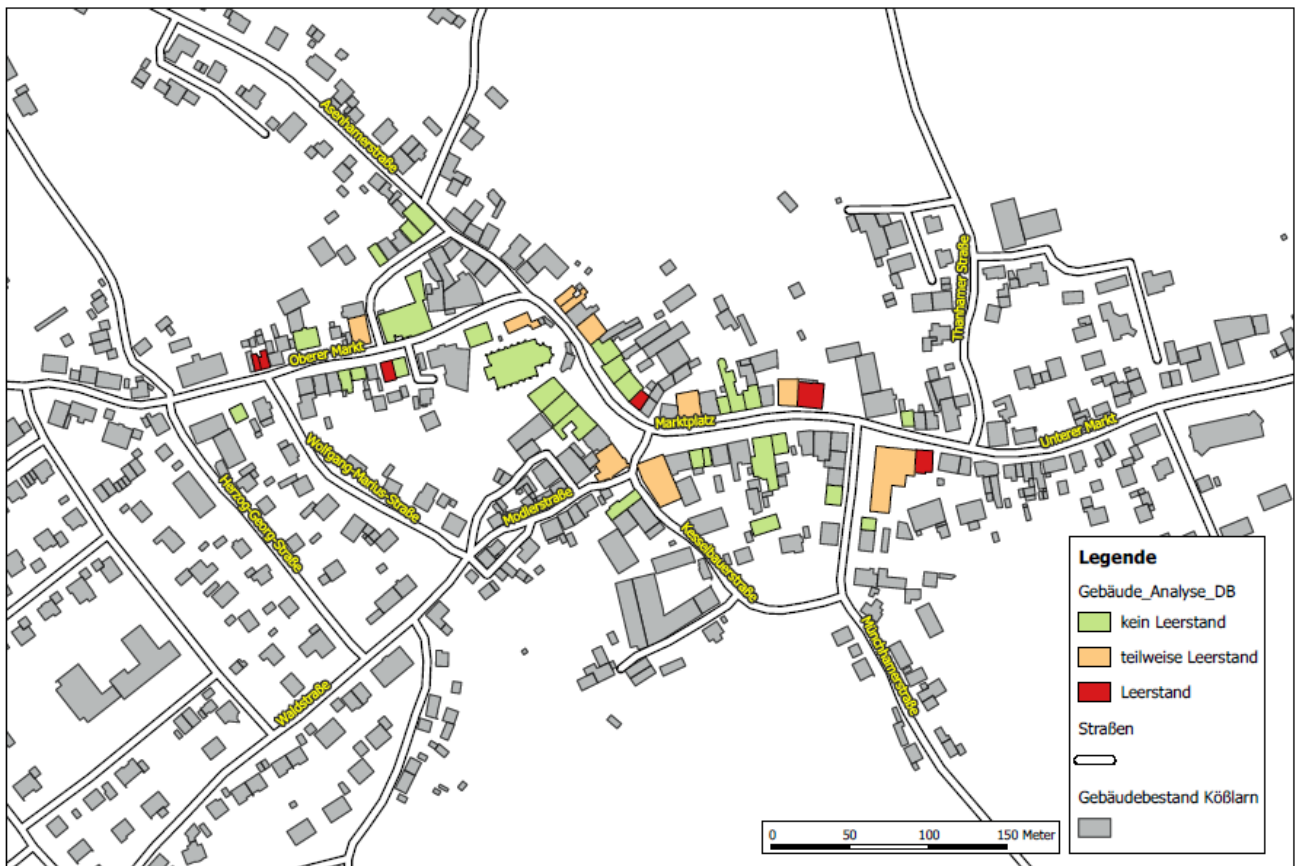 Asenhamerstraße
Thanhamer Straße
Oberer Markt
Marktplatz
Unterer Markt
Wolfgang-Marius-Straße
Herzog-Georg-Straße
Modlerstraße
Kesselbauerstraße
Münchhamerstraße
Waldstraße
Legende
Gebäude_Analyse_DB
kein Leerstand
teilweise Leerstand
Leerstand
Straßen
Gebäudebestand Kößlarn
0 50 100 150 Meter